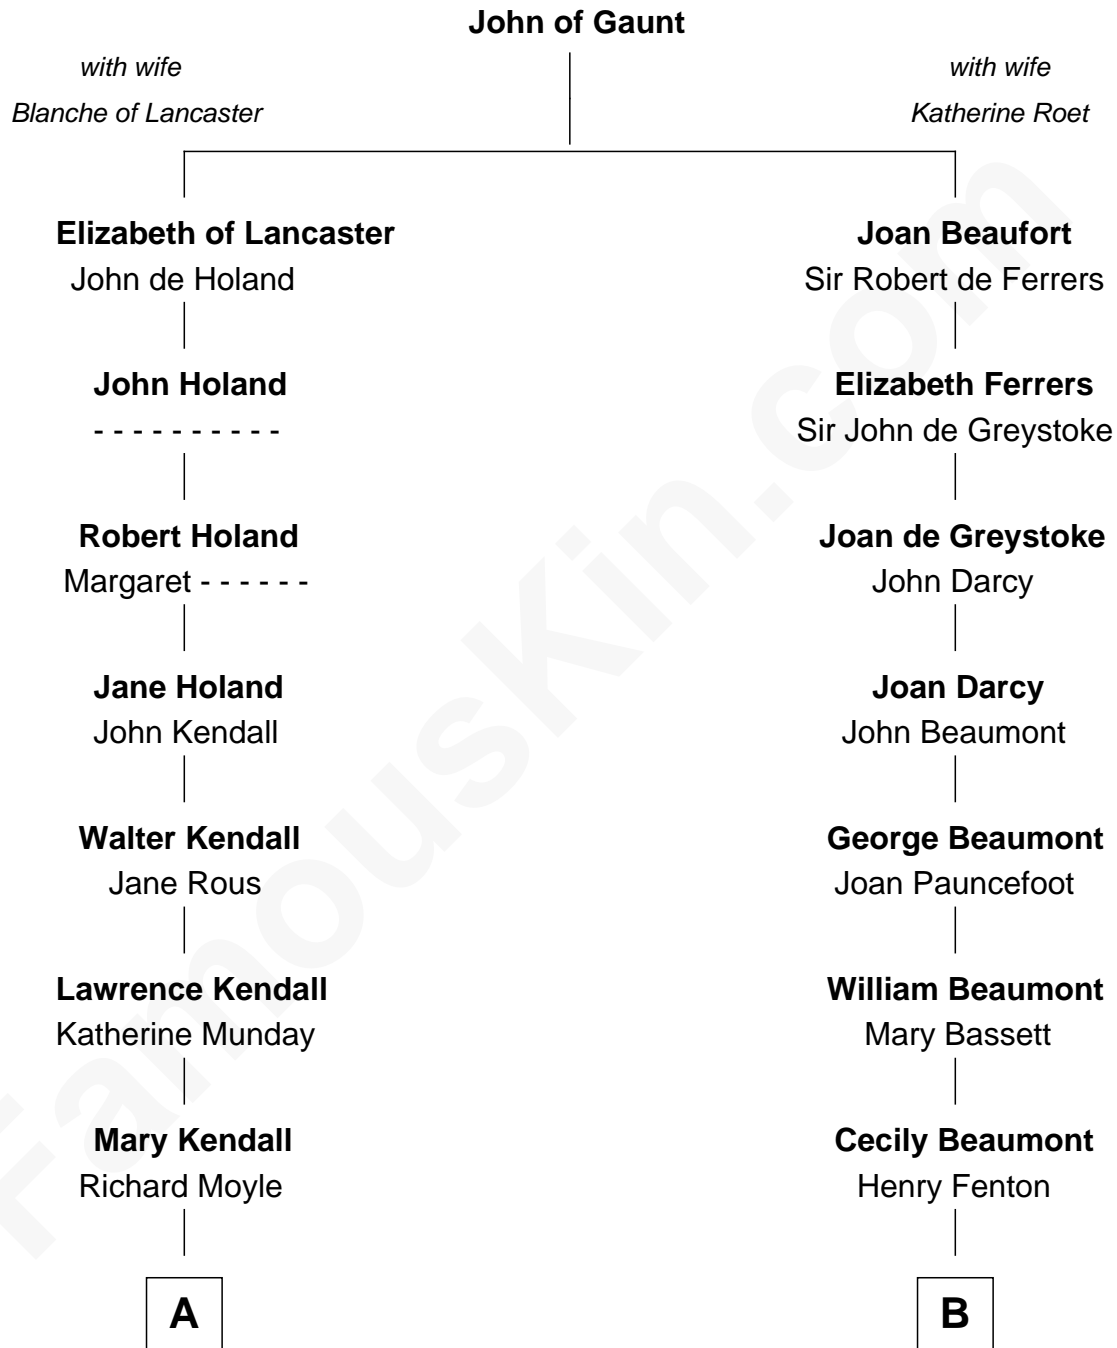 John of Gaunt
with wife
Blanche of Lancaster
with wife
Katherine Roet
Elizabeth of Lancaster
John de Holand
Joan Beaufort
Sir Robert de Ferrers
John Holand
- - - - - - - - - -
Elizabeth Ferrers
Sir John de Greystoke
Robert Holand
Margaret - - - - - -
Joan de Greystoke
John Darcy
Jane Holand
John Kendall
Joan Darcy
John Beaumont
Walter Kendall
Jane Rous
George Beaumont
Joan Pauncefoot
Lawrence Kendall
Katherine Munday
William Beaumont
Mary Bassett
Mary Kendall
Richard Moyle
Cecily Beaumont
Henry Fenton
A
B
FamousKin.com